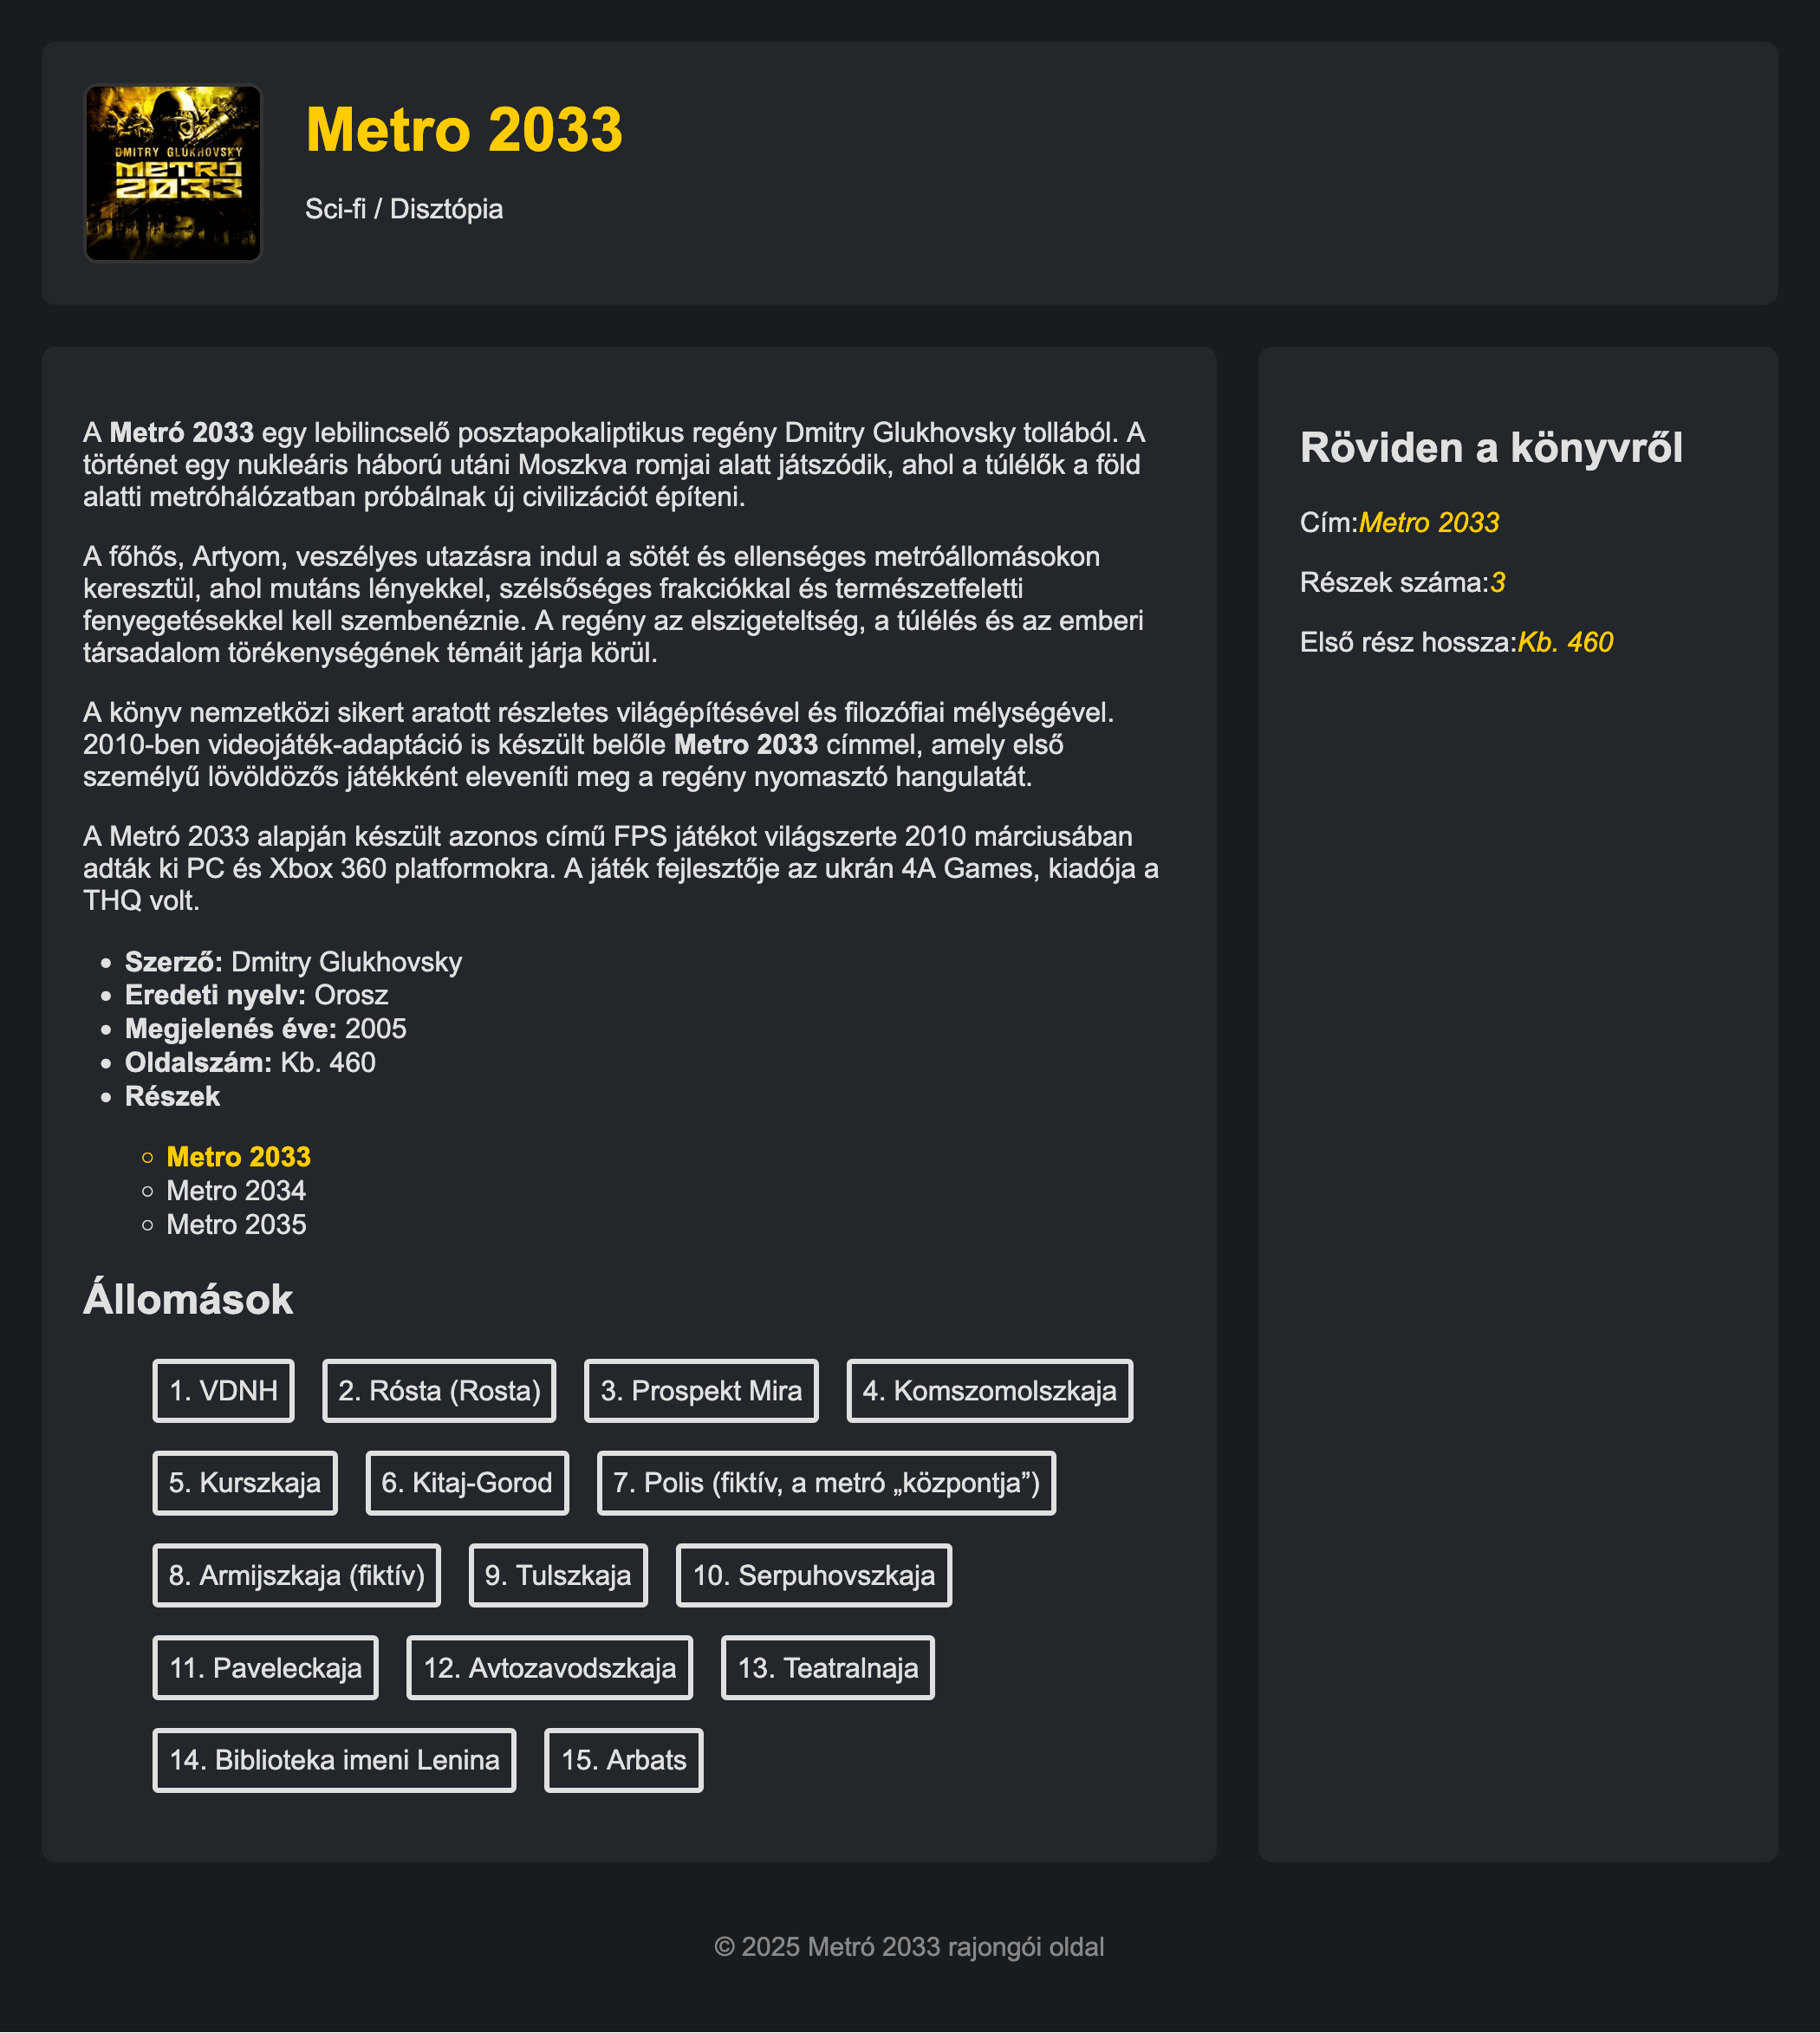 DMITRY GLUKHOVSKY
METRÓ
2033
Metro 2033
Sci-fi / Disztópia
A Metró 2033 egy lebilincselő posztapokaliptikus regény Dmitry Glukhovsky tollából. A
történet egy nukleáris háború utáni Moszkva romjai alatt játszódik, ahol a túlélők a föld
alatti metróhálózatban próbálnak új civilizációt építeni.
A főhős, Artyom, veszélyes utazásra indul a sötét és ellenséges metróállomásokon
keresztül, ahol mutáns lényekkel, szélsőséges frakciókkal és természetfeletti
fenyegetésekkel kell szembenéznie. A regény az elszigeteltség, a túlélés és az emberi
társadalom törékenységének témáit járja körül.
A könyv nemzetközi sikert aratott részletes világépítésével és filozófiai mélységével.
2010-ben videojáték-adaptáció is készült belőle Metro 2033 címmel, amely első
személyű lövöldözős játékként eleveníti meg a regény nyomasztó hangulatát.
A Metró 2033 alapján készült azonos című FPS játékot világszerte 2010 márciusában
adták ki PC és Xbox 360 platformokra. A játék fejlesztője az ukrán 4A Games, kiadója a
THQ volt.
• Szerző: Dmitry Glukhovsky
• Eredeti nyelv: Orosz
• Megjelenés éve: 2005
• Oldalszám: Kb. 460
• Részek
◦ Metro 2033
◦ Metro 2034
◦ Metro 2035
Állomások
1. VDNH 2. Rósta (Rosta) 3. Prospekt Mira 4. Komszomolszkaja
5. Kurszkaja 6. Kitaj-Gorod 7. Polis (fiktív, a metró „központja”)
8. Armijszkaja (fiktív) 9. Tulszkaja 10. Serpuhovszkaja
11. Paveleckaja 12. Avtozavodszkaja 13. Teatralnaja
14. Biblioteka imeni Lenina 15. Arbats
Röviden a könyvről
Cím:Metro 2033
Részek száma:3
Első rész hossza:Kb. 460
© 2025 Metró 2033 rajongói oldal